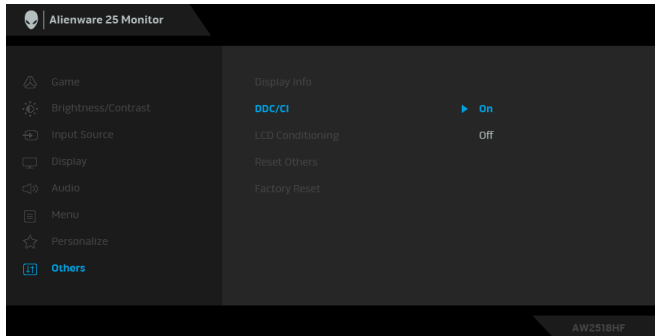 Alienware 25 Monitor
Game
Display Info
Brightness/Contrast
DDC/CI
On
Input Source
LCD Conditioning
Off
Display
Reset Others
Audio
Factory Reset
Menu
Personalize
Others
AW2518HF